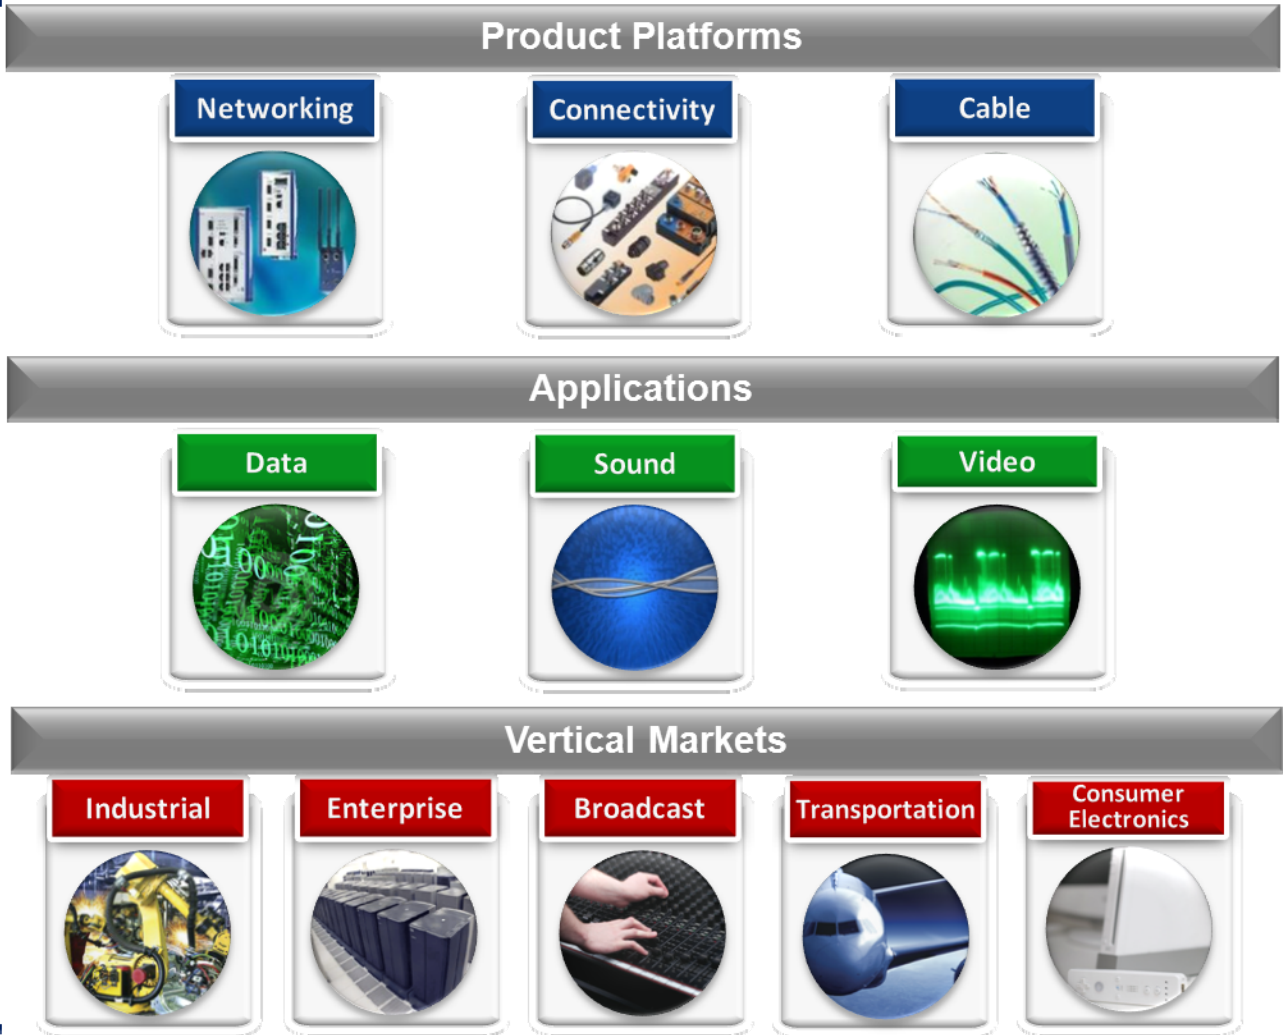 Product Platforms
Networking
Connectivity
Cable
Applications
Data
Sound
Video
Vertical Markets
Industrial
Enterprise
Broadcast
Transportation
Consumer
Electronics